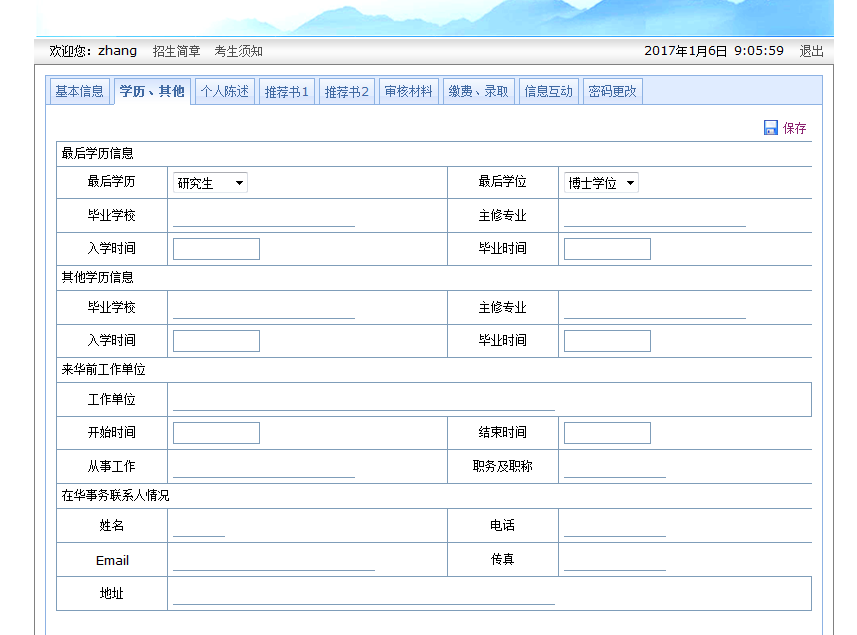 欢迎您：zhang 招生简章 考生须知 2017年1月6日 9:05:59 退出
基本信息 学历、其他 个人陈述 推荐书1 推荐书2 审核材料 缴费、录取 信息互动 密码更改
保存
最后学历信息
最后学历 研究生 最后学位 博士学位
毕业学校 主修专业
入学时间 毕业时间
其他学历信息
毕业学校 主修专业
入学时间 毕业时间
来华前工作单位
工作单位
开始时间 结束时间
从事工作 职务及职称
在华事务联系人情况
姓名 电话
Email 传真
地址